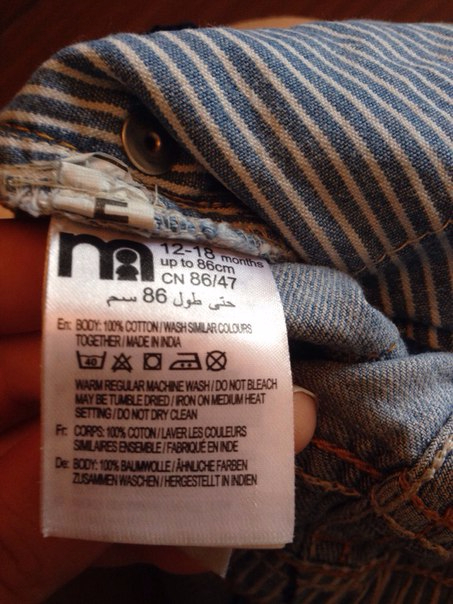 m
12-18 months
up to 86cm
CN 86/47
حتى طول 86 سم
En: BODY: 100% COTTON / WASH SIMILAR COLOURS
TOGETHER / MADE IN INDIA
40
WARM REGULAR MACHINE WASH / DO NOT BLEACH
MAY BE TUMBLE DRIED / IRON ON MEDIUM HEAT
SETTING / DO NOT DRY CLEAN
Fr: CORPS: 100% COTON / LAVER LES COULEURS
SIMILAIRES ENSEMBLE / FABRIQUÉ EN INDE
De: BODY: 100% BAUMWOLLE / ÄHNLICHE FARBEN
ZUSAMMEN WASCHEN / HERGESTELLT IN INDIEN